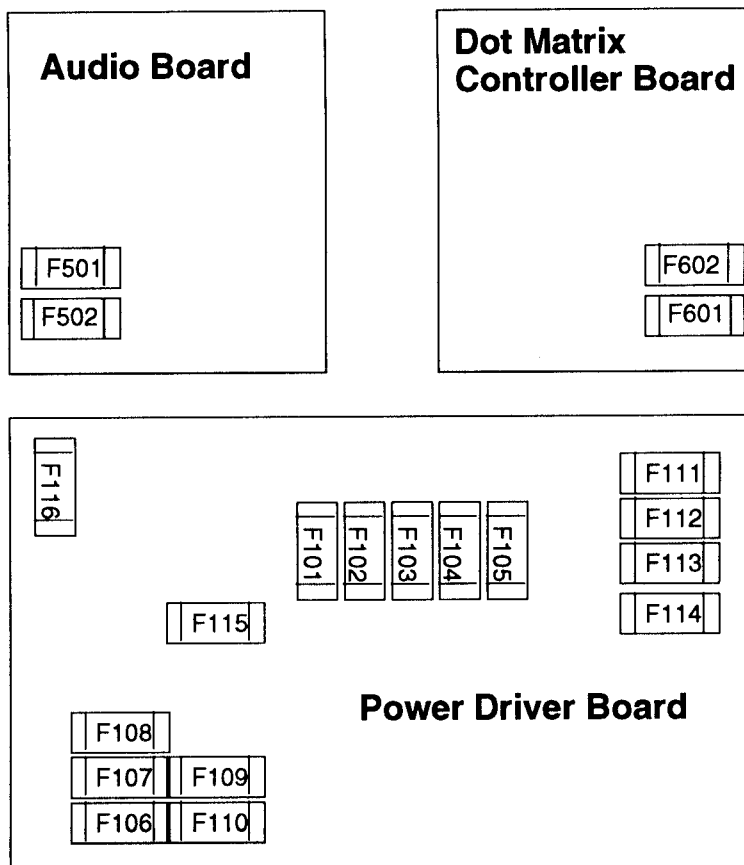 Audio Board
F501
F502
Dot Matrix
Controller Board
F602
F601
F116
F101
F102
F103
F104
F105
F111
F112
F113
F114
F115
Power Driver Board
F108
F107
F109
F106
F110